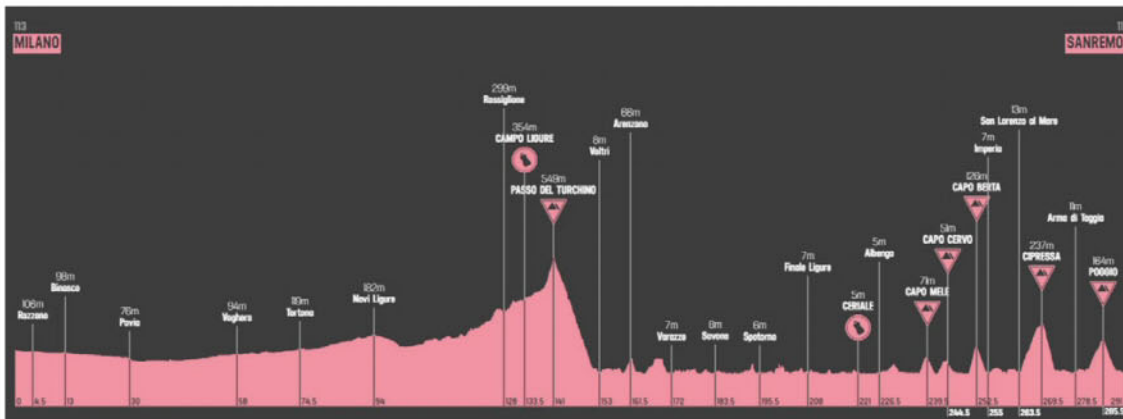 113
MILANO
11
SANREMO
299m
Rossiglione
354m
CAMPO LIGURE
549m
PASSO DEL TURCHINO
8m
Voltri
66m
Arenzano
13m
San Lorenzo al Mare
7m
Imperia
126m
CAPO BERTA
11m
Arma di Taggia
51m
CAPO CERVO
237m
CIPRESSA
164m
POGGIO
7m
Finale Ligure
5m
Albenga
71m
CAPO MELE
5m
CERIALE
106m
Rozzano
98m
Binasco
76m
Pavia
94m
Voghera
119m
Tortona
182m
Novi Ligure
7m
Varazze
8m
Savona
6m
Spotorno
0 4.5 13 30 58 74.5 94 128 133.5 141 153 161.5 172 183.5 195.5 208 221 226.5 239.5 252.5 269.5 278.5
244.5 255 263.5 285.5